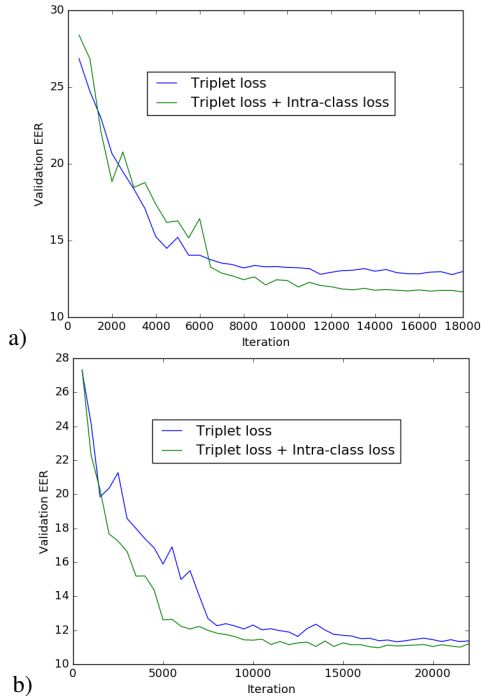 30
25
20
15
10
Validation EER
Triplet loss
Triplet loss + Intra-class loss
0 2000 4000 6000 8000 10000 12000 14000 16000 18000
Iteration
a)
28
26
24
22
20
18
16
14
12
10
Validation EER
Triplet loss
Triplet loss + Intra-class loss
0 5000 10000 15000 20000
Iteration
b)